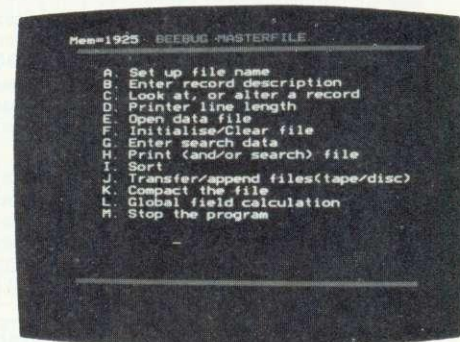 Mem=1925 BEEBUG MASTERFILE
A. Set up file name
B. Enter record description
C. Look at, or alter a record
D. Printer line length
E. Open data file
F. Initialise/Clear file
G. Enter search data
H. Print (and/or search) file
I. Sort
J. Transfer/append files(tape/disc)
K. Compact the file
L. Global field calculation
M. Stop the program